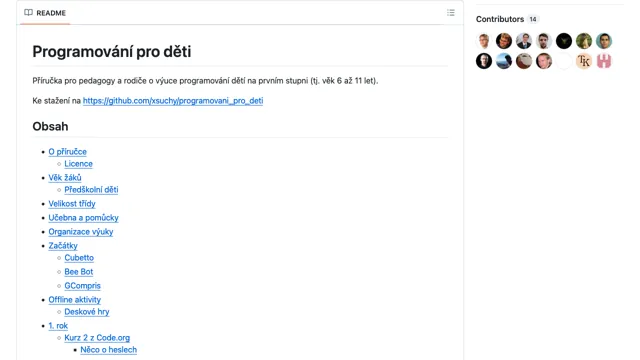 README
Contributors 14
Programování pro děti
Příručka pro pedagogy a rodiče o výuce programování dětí na prvním stupni (tj. věk 6 až 11 let).
Ke stažení na https://github.com/xsuchy/programovani_pro_deti
Obsah
O příručce
Licence
Věk žáků
Předškolní děti
Velikost třídy
Učebna a pomůcky
Organizace výuky
Začátky
Cubetto
Bee Bot
GCompris
Offline aktivity
Deskové hry
1. rok
Kurz 2 z Code.org
Něco o heslech
TK